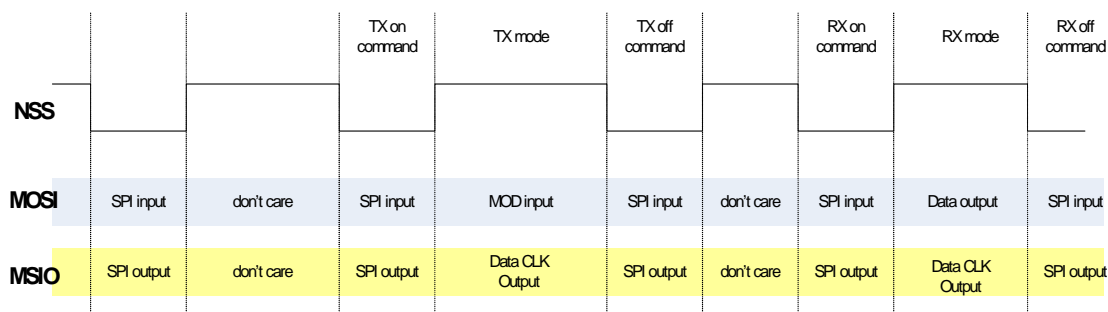 TX on command
TX mode
TX off command
RX on command
RX mode
RX off command
NSS
MOSI
SPI input
don't care
SPI input
MOD input
SPI input
don't care
SPI input
Data output
SPI input
MSIO
SPI output
don't care
SPI output
Data CLK Output
SPI output
don't care
SPI output
Data CLK Output
SPI output